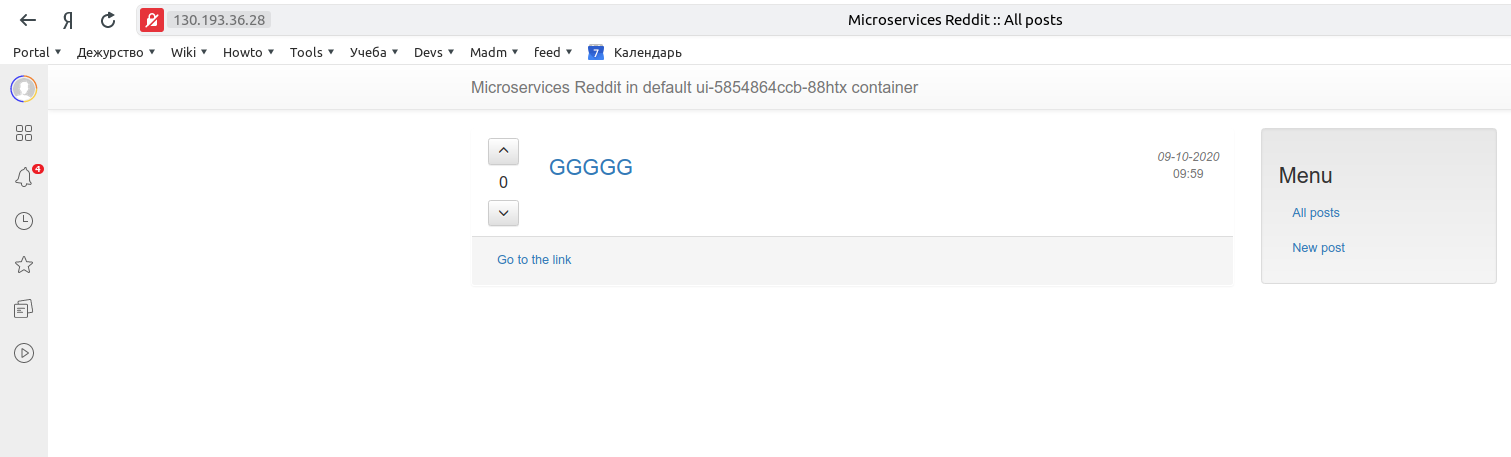 Я 130.193.36.28 Microservices Reddit :: All posts
Portal Дежурство Wiki Howto Tools Учеба Devs Madm feed 7 Календарь
Microservices Reddit in default ui-5854864ccb-88htx container
4
0
GGGGG
09-10-2020
09:59
Go to the link
Menu
All posts
New post